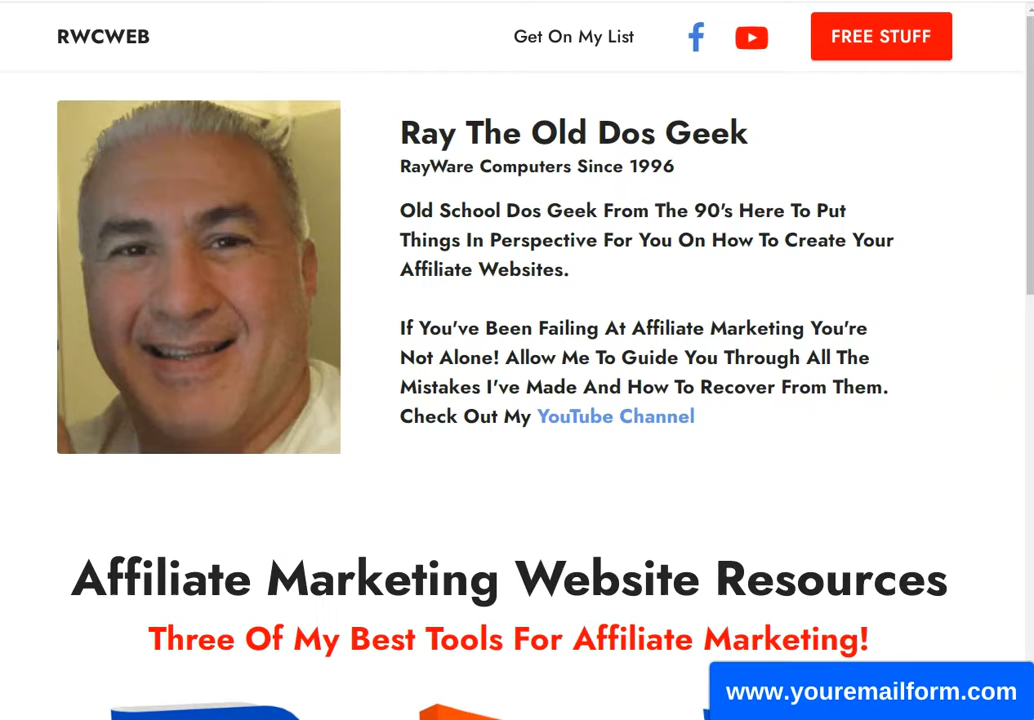 RWCWEB
Get On My List
FREE STUFF
Ray The Old Dos Geek
RayWare Computers Since 1996
Old School Dos Geek From The 90's Here To Put
Things In Perspective For You On How To Create Your
Affiliate Websites.
If You've Been Failing At Affiliate Marketing You're
Not Alone! Allow Me To Guide You Through All The
Mistakes I've Made And How To Recover From Them.
Check Out My YouTube Channel
Affiliate Marketing Website Resources
Three Of My Best Tools For Affiliate Marketing!
www.youremailform.com